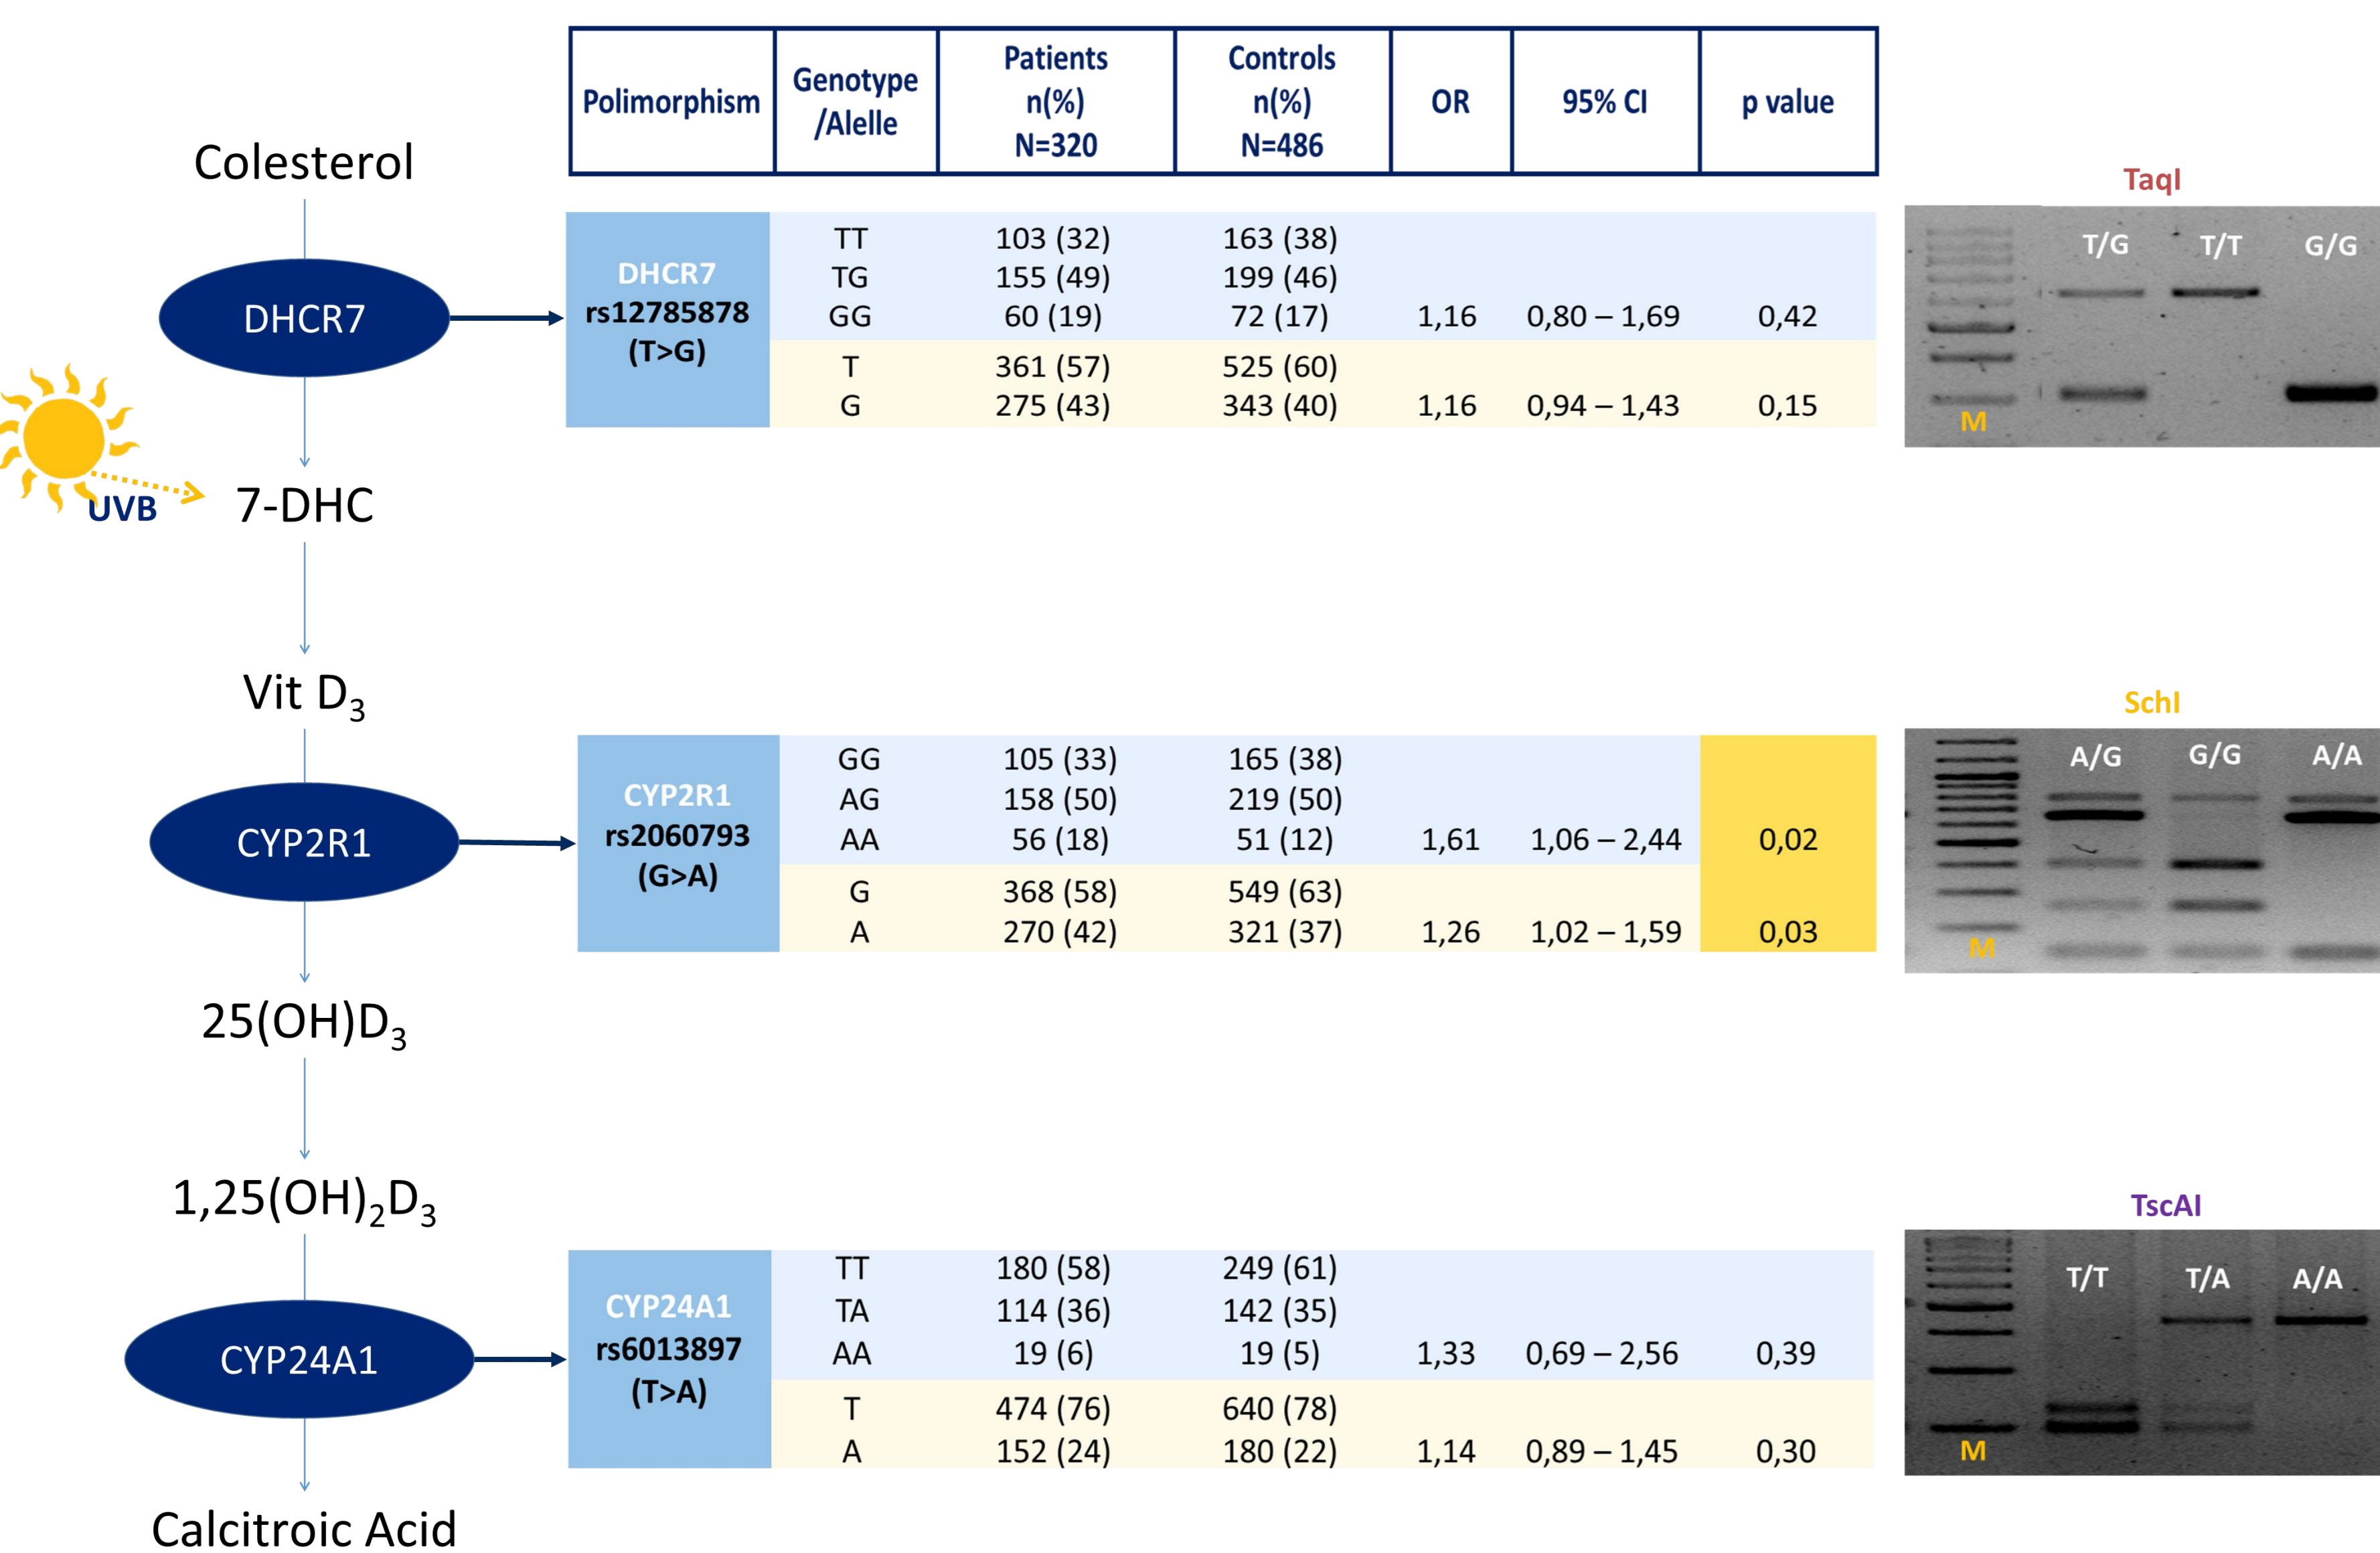 Polimorphism
Genotype
/Alelle
Patients
n(%)
N=320
Controls
n(%)
N=486
OR
95% CI
p value
Colesterol
DHCR7
UVB
7-DHC
Vit D3
CYP2R1
25(OH)D3
1,25(OH)2D3
CYP24A1
Calcitroic Acid
DHCR7
rs12785878
(T>G)
TT 103 (32) 163 (38)
TG 155 (49) 199 (46)
GG 60 (19) 72 (17) 1,16 0,80 – 1,69 0,42
T 361 (57) 525 (60)
G 275 (43) 343 (40) 1,16 0,94 – 1,43 0,15
TaqI
T/G T/T G/G
M
CYP2R1
rs2060793
(G>A)
GG 105 (33) 165 (38)
AG 158 (50) 219 (50)
AA 56 (18) 51 (12) 1,61 1,06 – 2,44 0,02
G 368 (58) 549 (63)
A 270 (42) 321 (37) 1,26 1,02 – 1,59 0,03
SchI
A/G G/G A/A
M
CYP24A1
rs6013897
(T>A)
TT 180 (58) 249 (61)
TA 114 (36) 142 (35)
AA 19 (6) 19 (5) 1,33 0,69 – 2,56 0,39
T 474 (76) 640 (78)
A 152 (24) 180 (22) 1,14 0,89 – 1,45 0,30
TscAI
T/T T/A A/A
M